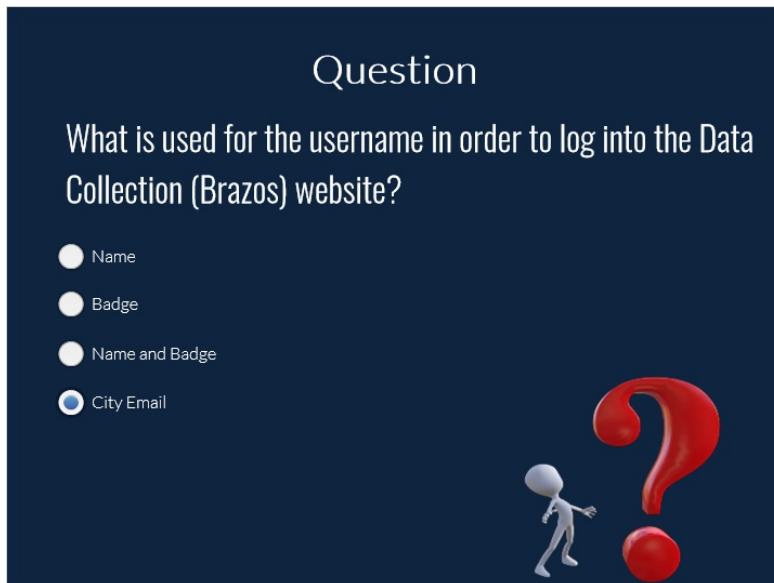 Question
What is used for the username in order to log into the Data
Collection (Brazos) website?
Name
Badge
Name and Badge
City Email